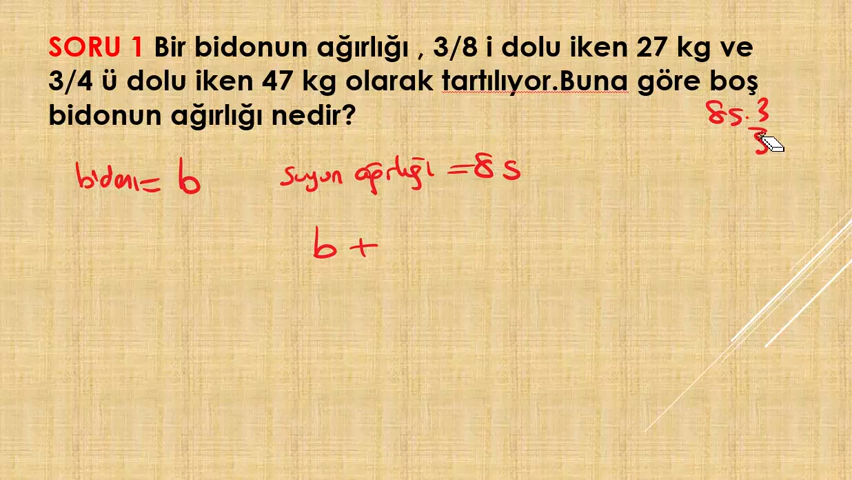 SORU 1 Bir bidonun ağırlığı , 3/8 i dolu iken 27 kg ve
3/4 ü dolu iken 47 kg olarak tartılıyor.Buna göre boş
bidonun ağırlığı nedir?
8s.3
3
bidon= b suyun ağırlığı =8s
b +